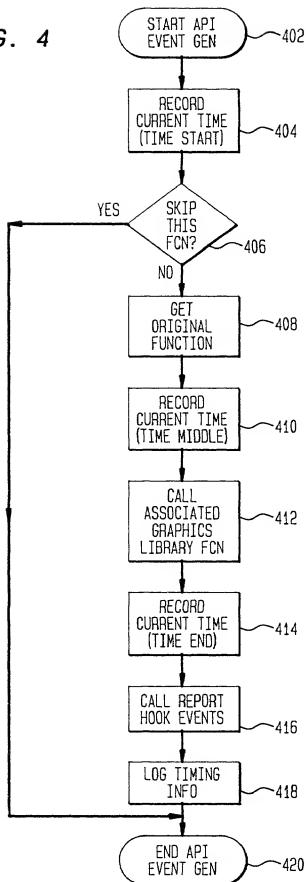 G. 4
START API
EVENT GEN
402
RECORD
CURRENT TIME
(TIME START)
404
YES
SKIP
THIS
FCN?
406
NO
GET
ORIGINAL
FUNCTION
408
RECORD
CURRENT TIME
(TIME MIDDLE)
410
CALL
ASSOCIATED
GRAPHICS
LIBRARY FCN
412
RECORD
CURRENT TIME
(TIME END)
414
CALL REPORT
HOOK EVENTS
416
LOG TIMING
INFO
418
END API
EVENT GEN
420